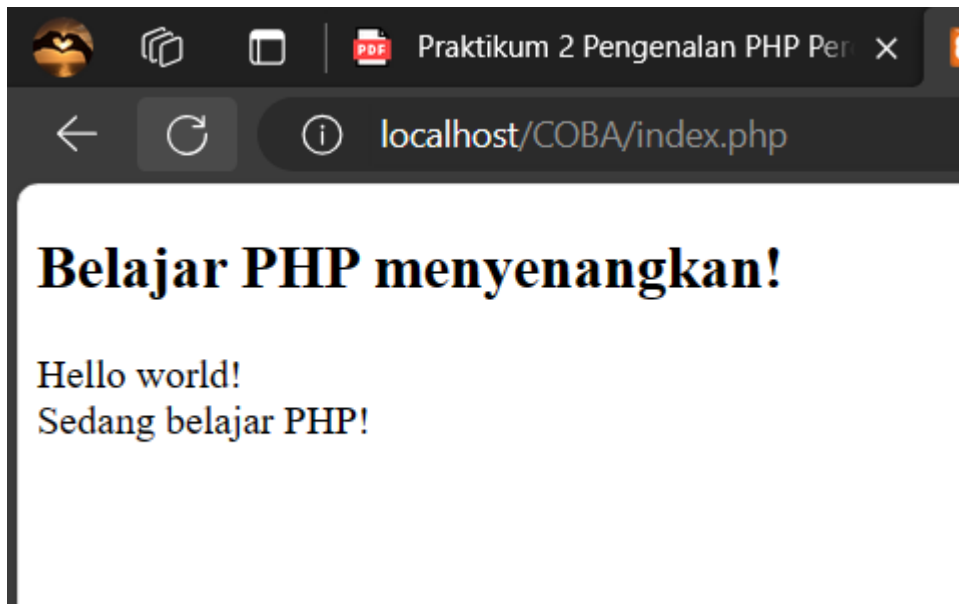 PDF Praktikum 2 Pengenalan PHP Per
localhost/COBA/index.php
Belajar PHP menyenangkan!
Hello world!
Sedang belajar PHP!